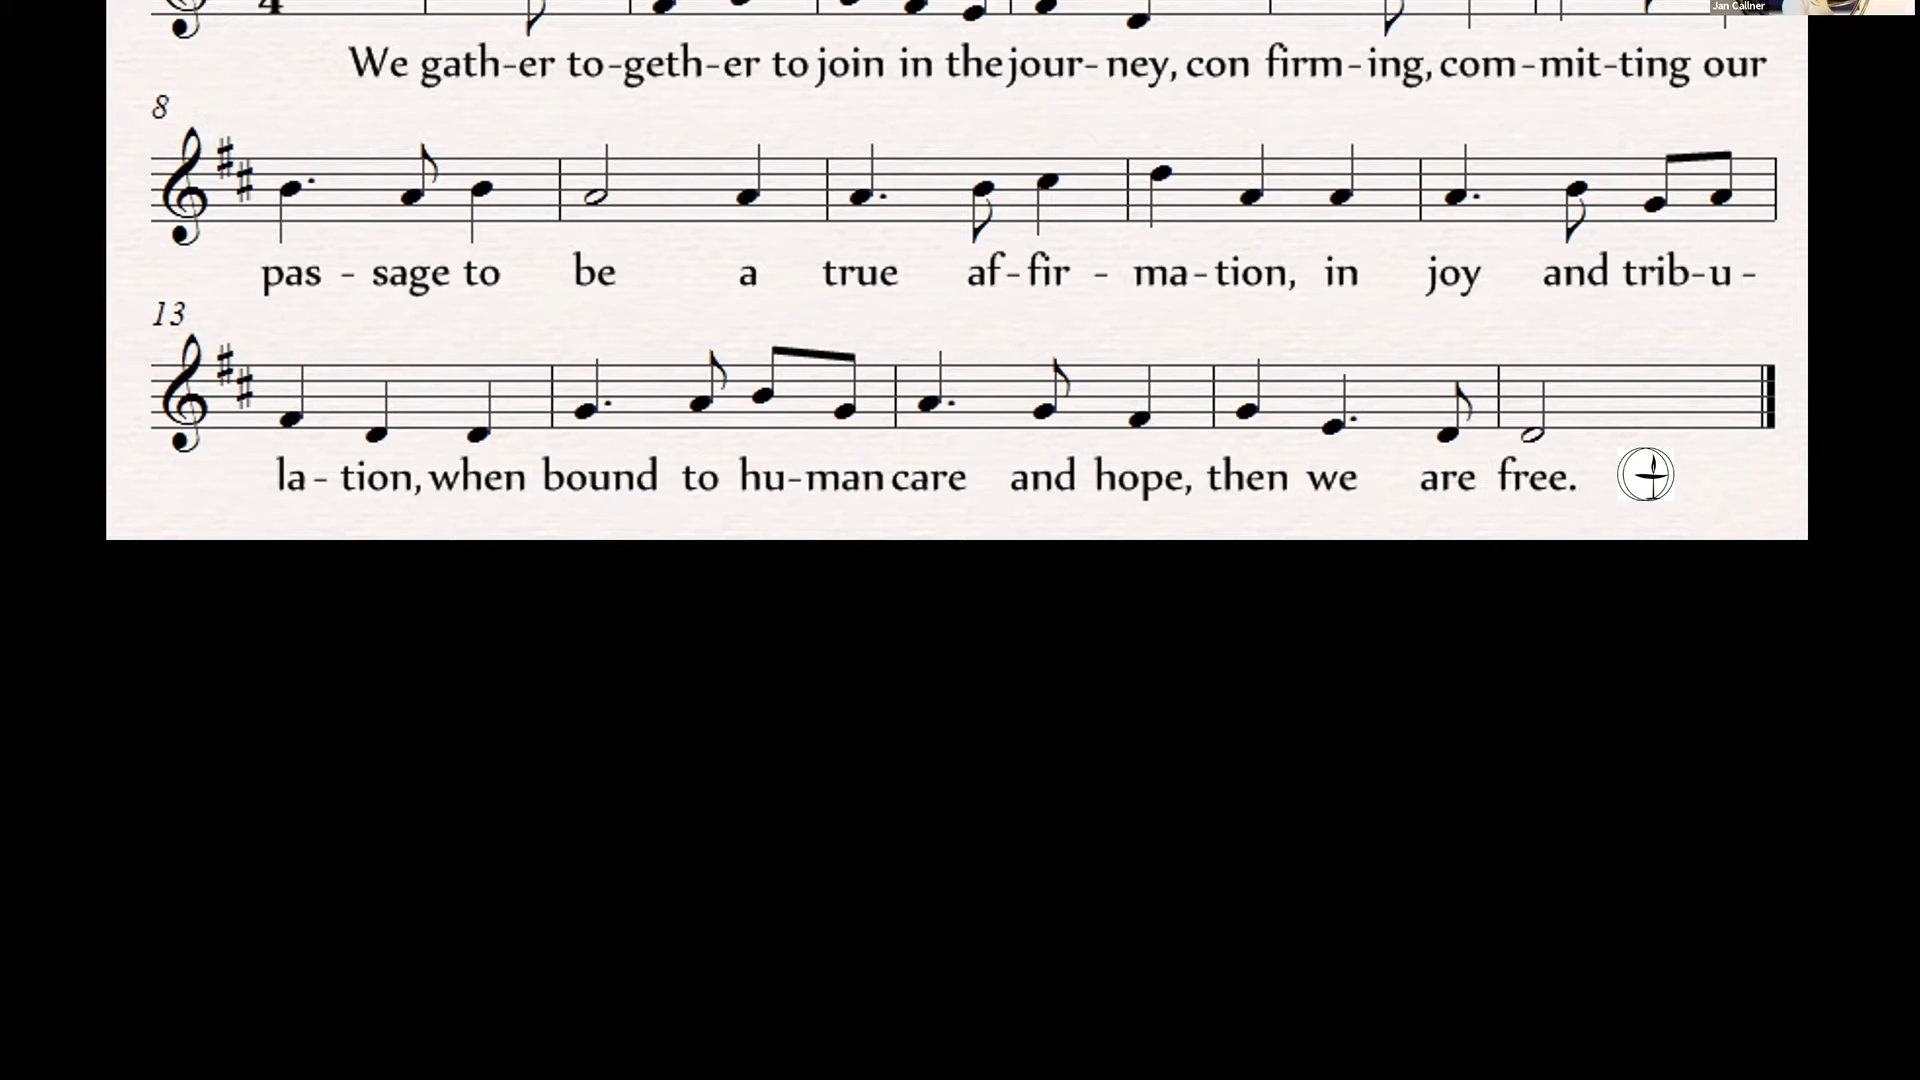 Jan Callner
4
We gath-er to-geth-er to join in the jour-ney, con firm-ing, com-mit-ting our
8
pas - sage to be a true af-fir - ma-tion, in joy and trib-u -
13
la - tion, when bound to hu-man care and hope, then we are free.